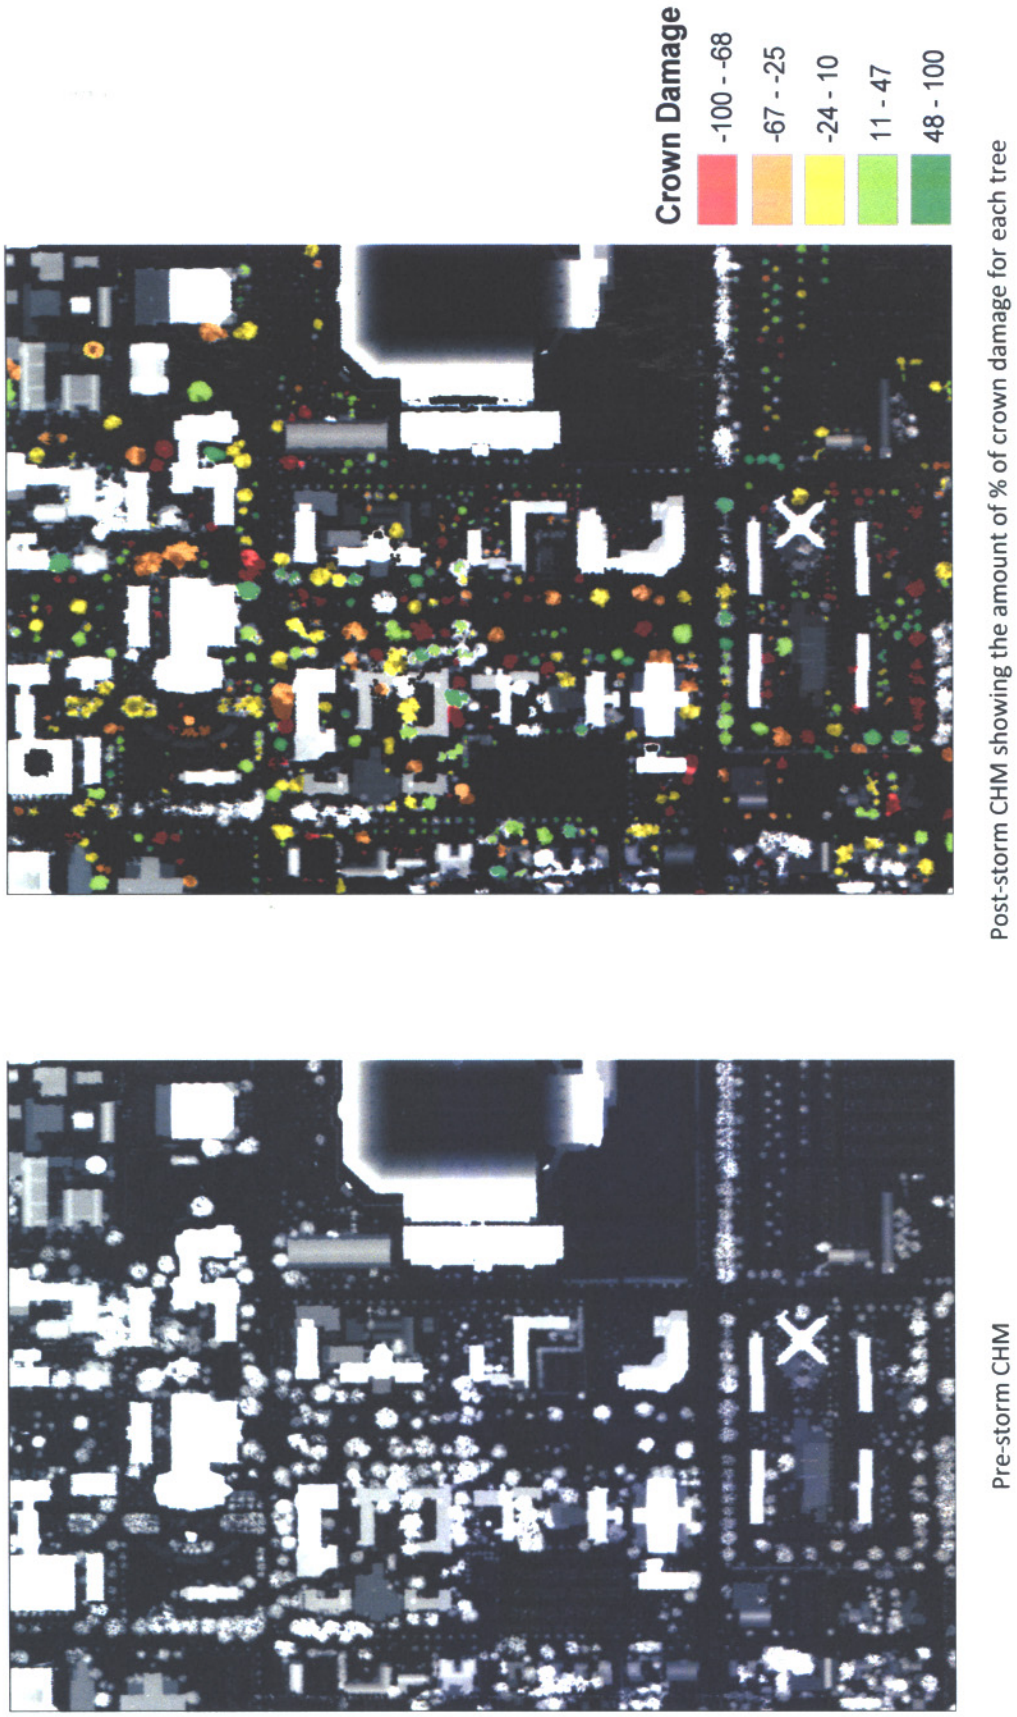 Crown Damage
-100 - -68
-67 - -25
-24 - 10
11 - 47
48 - 100
Post-storm CHM showing the amount of % of crown damage for each tree
Pre-storm CHM